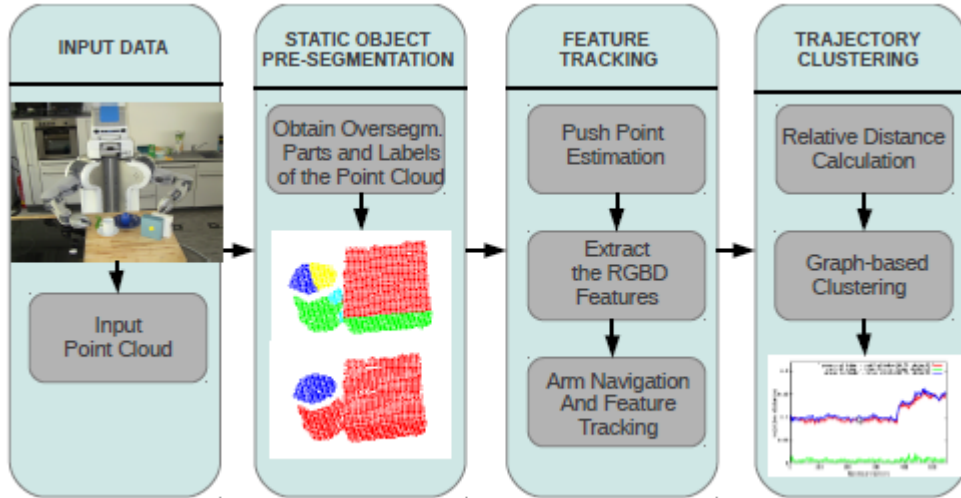 INPUT DATA
STATIC OBJECT
PRE-SEGMENTATION
FEATURE
TRACKING
TRAJECTORY
CLUSTERING
Input
Point Cloud
Obtain Oversegm.
Parts and Labels
of the Point Cloud
Push Point
Estimation
Extract
the RGBD
Features
Arm Navigation
And Feature
Tracking
Relative Distance
Calculation
Graph-based
Clustering